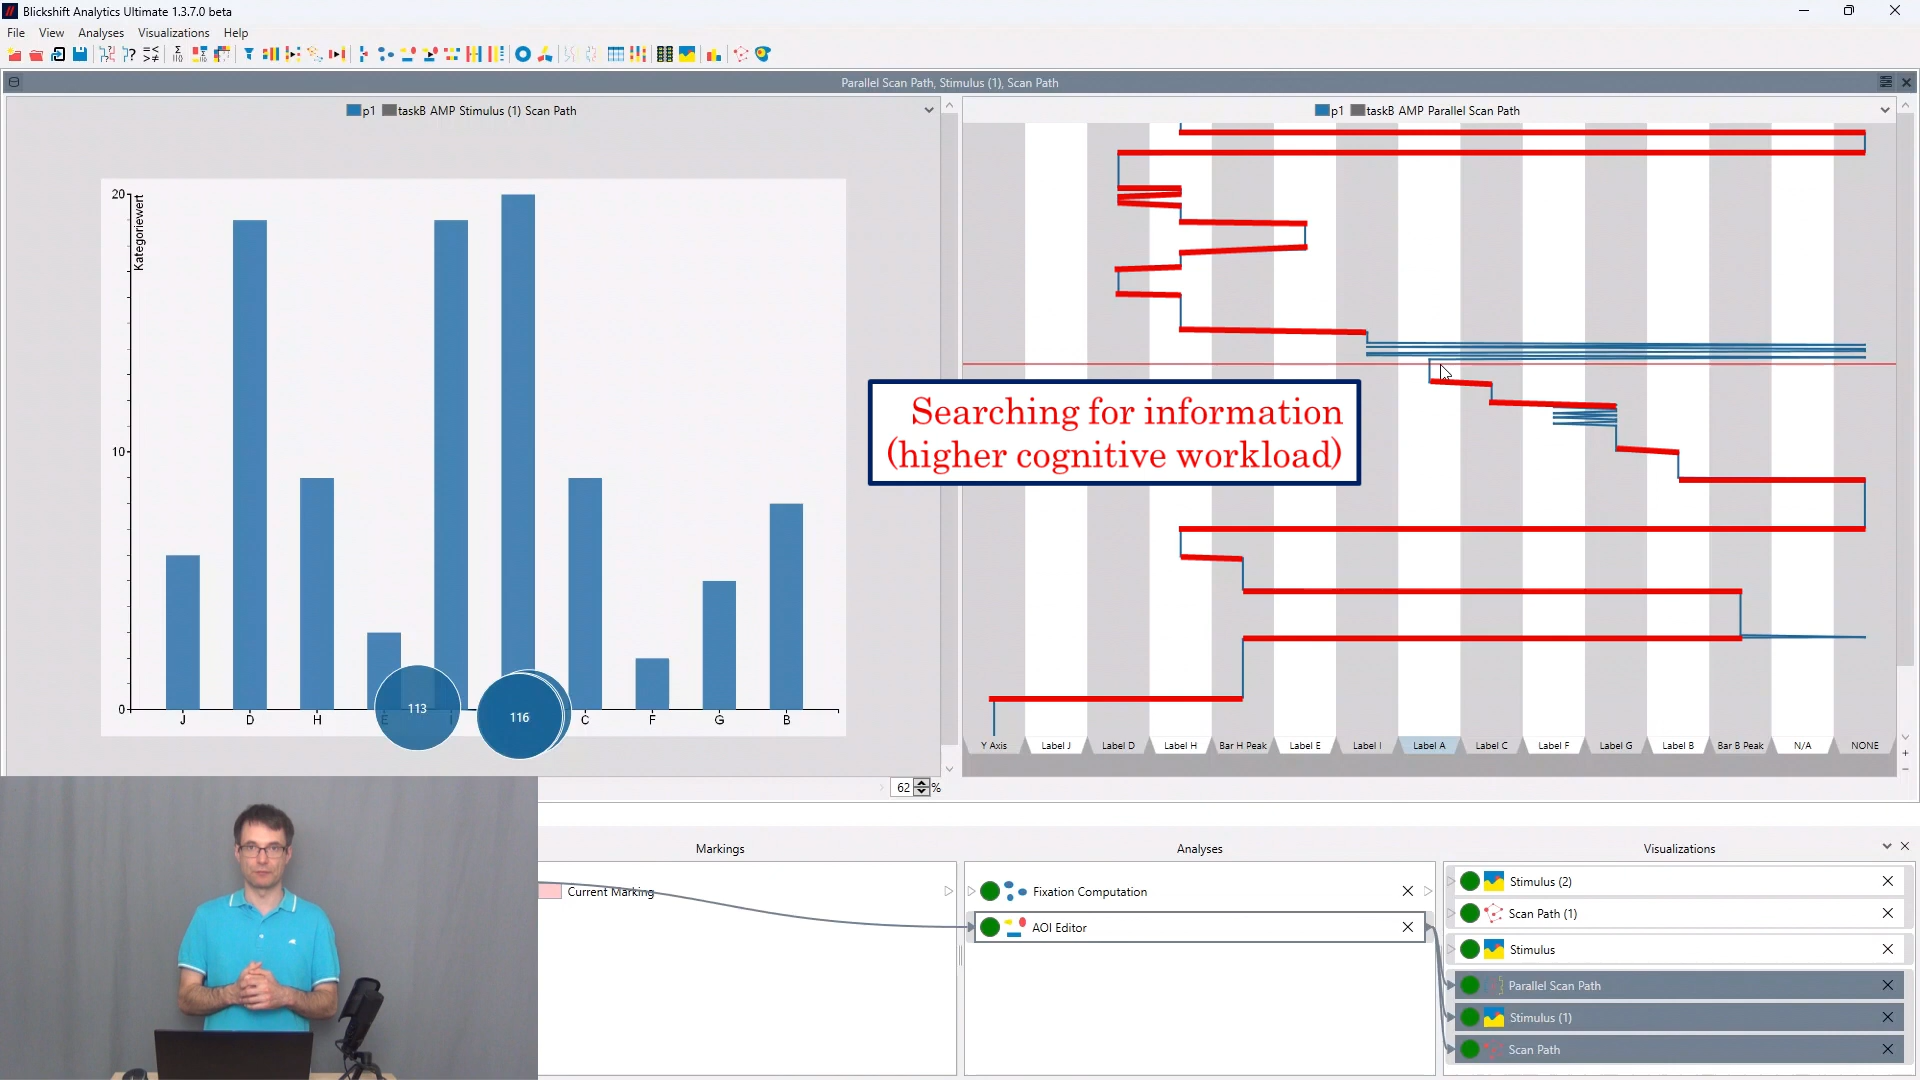 Blickshift Analytics Ultimate 1.3.7.0 beta
File View Analyses Visualizations Help
Parallel Scan Path, Stimulus (1), Scan Path
p1 taskB AMP Stimulus (1) Scan Path
p1 taskB AMP Parallel Scan Path
20
Kategoriewert
10
0
J D H E I C F G B
113
116
Searching for information
(higher cognitive workload)
Y Axis Label J Label D Label H Bar H Peak Label E Label I Label A Label C Label F Label G Label B Bar B Peak N/A NONE
62 %
Markings
Current Marking
Analyses
Fixation Computation
AOI Editor
Visualizations
Stimulus (2)
Scan Path (1)
Stimulus
Parallel Scan Path
Stimulus (1)
Scan Path